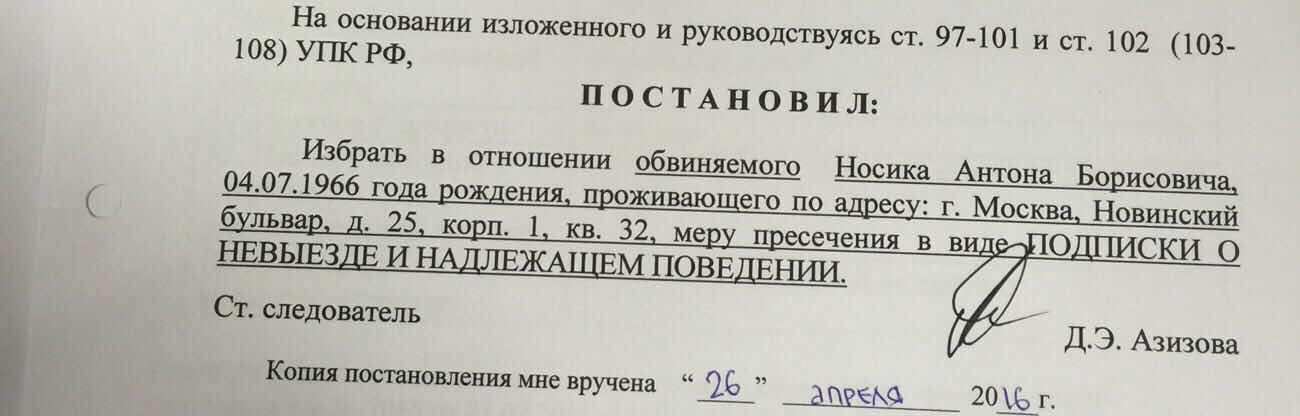 На основании изложенного и руководствуясь ст. 97-101 и ст. 102 (103-
108) УПК РФ,
ПОСТАНОВИЛ:
Избрать в отношении обвиняемого Носика Антона Борисовича,
04.07.1966 года рождения, проживающего по адресу: г. Москва, Новинский
бульвар, д. 25, корп. 1, кв. 32, меру пресечения в виде ПОДПИСКИ О
НЕВЫЕЗДЕ И НАДЛЕЖАЩЕМ ПОВЕДЕНИИ.
Ст. следователь
Д.Э. Азизова
Копия постановления мне вручена “26” апреля 2016 г.